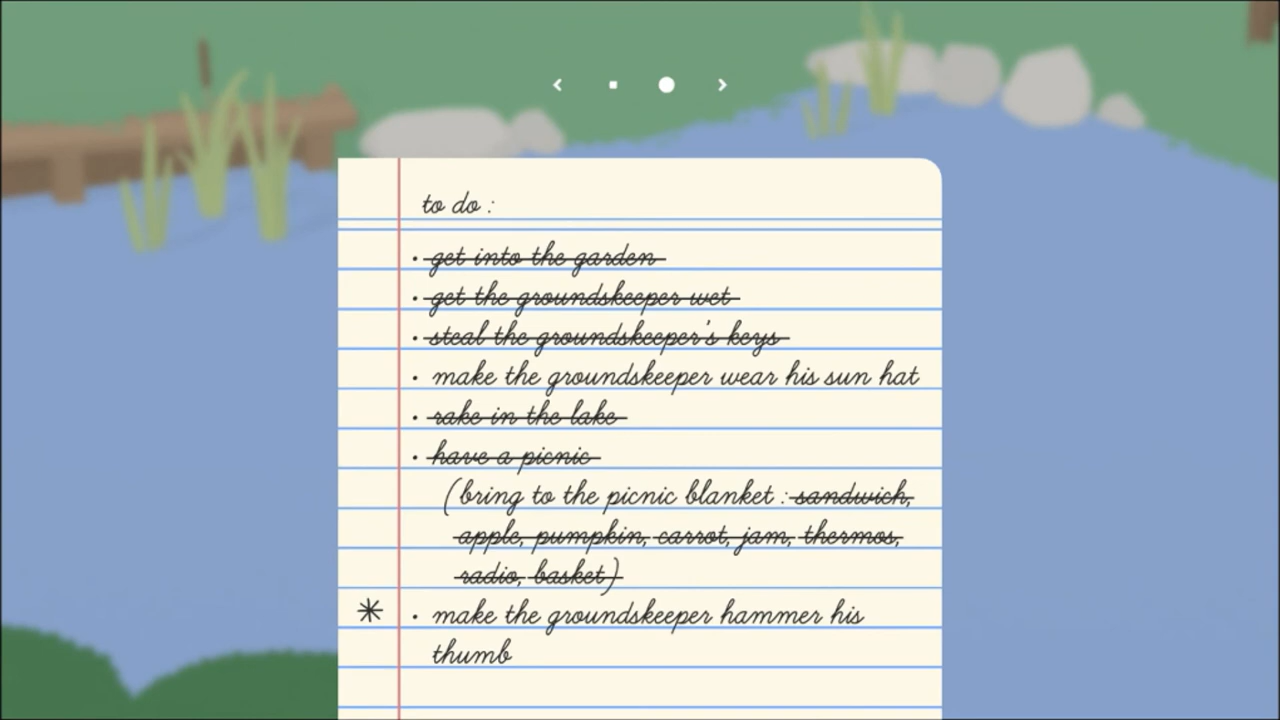 to do :
· get into the garden
· get the groundskeeper wet
· steal the groundskeeper's keys
· make the groundskeeper wear his sun hat
· rake in the lake
· have a picnic
(bring to the picnic blanket : sandwich,
apple, pumpkin, carrot, jam, thermos,
radio, basket)
· make the groundskeeper hammer his
thumb